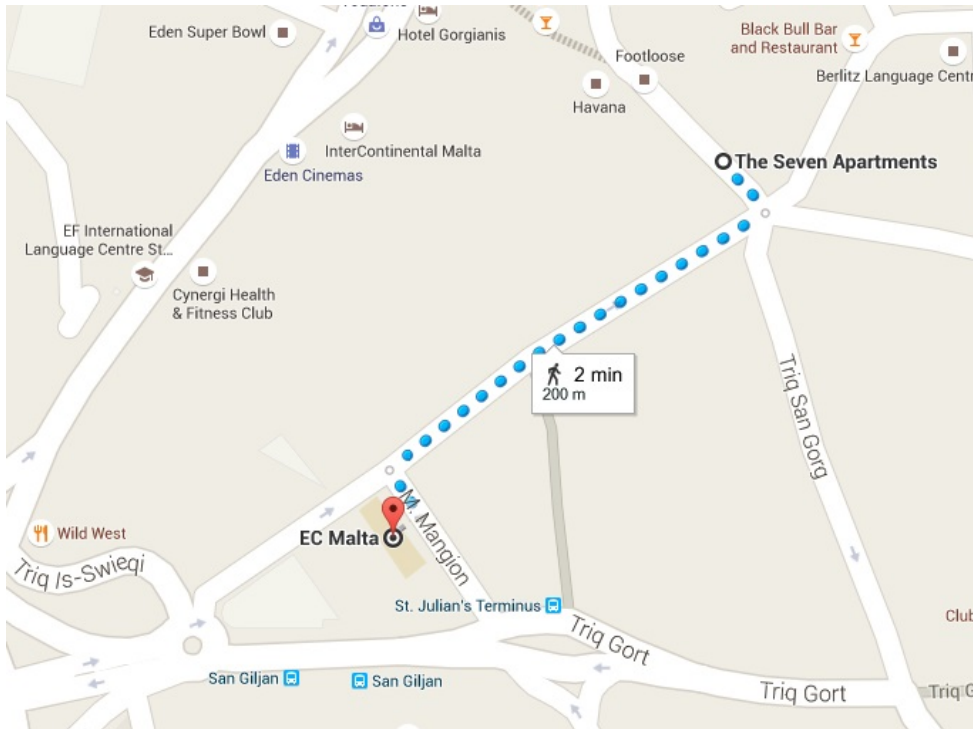 Eden Super Bowl
Hotel Gorgianis
Black Bull Bar
and Restaurant
Footloose
Berlitz Language Cent
Havana
InterContinental Malta
The Seven Apartments
Eden Cinemas
EF International
Language Centre St...
Cynergi Health
& Fitness Club
2 min
200 m
Triq San Gorg
M. Mangion
Wild West
EC Malta
Triq Is-Swieqi
St. Julian's Terminus
Triq Gort
Club
San Giljan
San Giljan
Triq Gort
Triq G